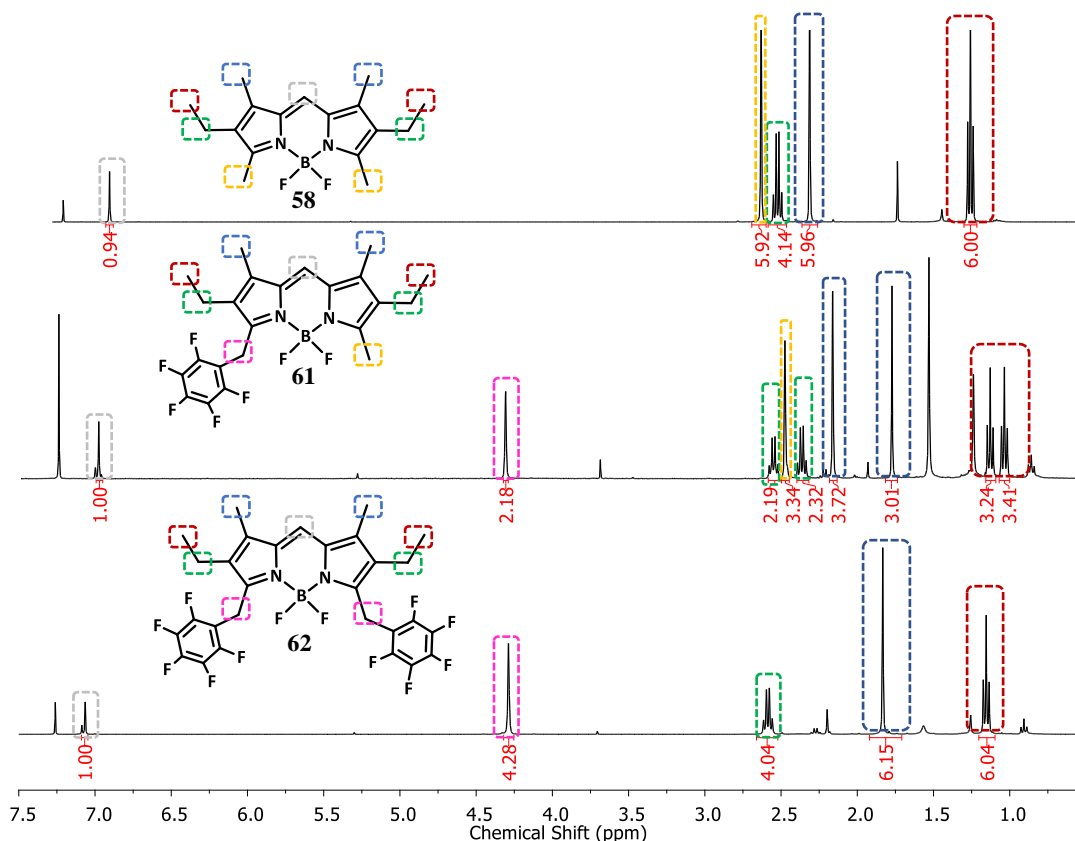 N
N
B
F
F
58
0.94
5.92
4.14
5.96
6.00
N
N
B
F
F
F
F
F
F
F
61
1.00
2.18
2.19
3.34
2.32
3.72
3.01
3.24
3.41
N
N
B
F
F
F
F
F
F
F
F
F
F
F
F
62
1.00
4.28
4.04
6.15
6.04
7.5 7.0 6.5 6.0 5.5 5.0 4.5 4.0 3.5 3.0 2.5 2.0 1.5 1.0
Chemical Shift (ppm)